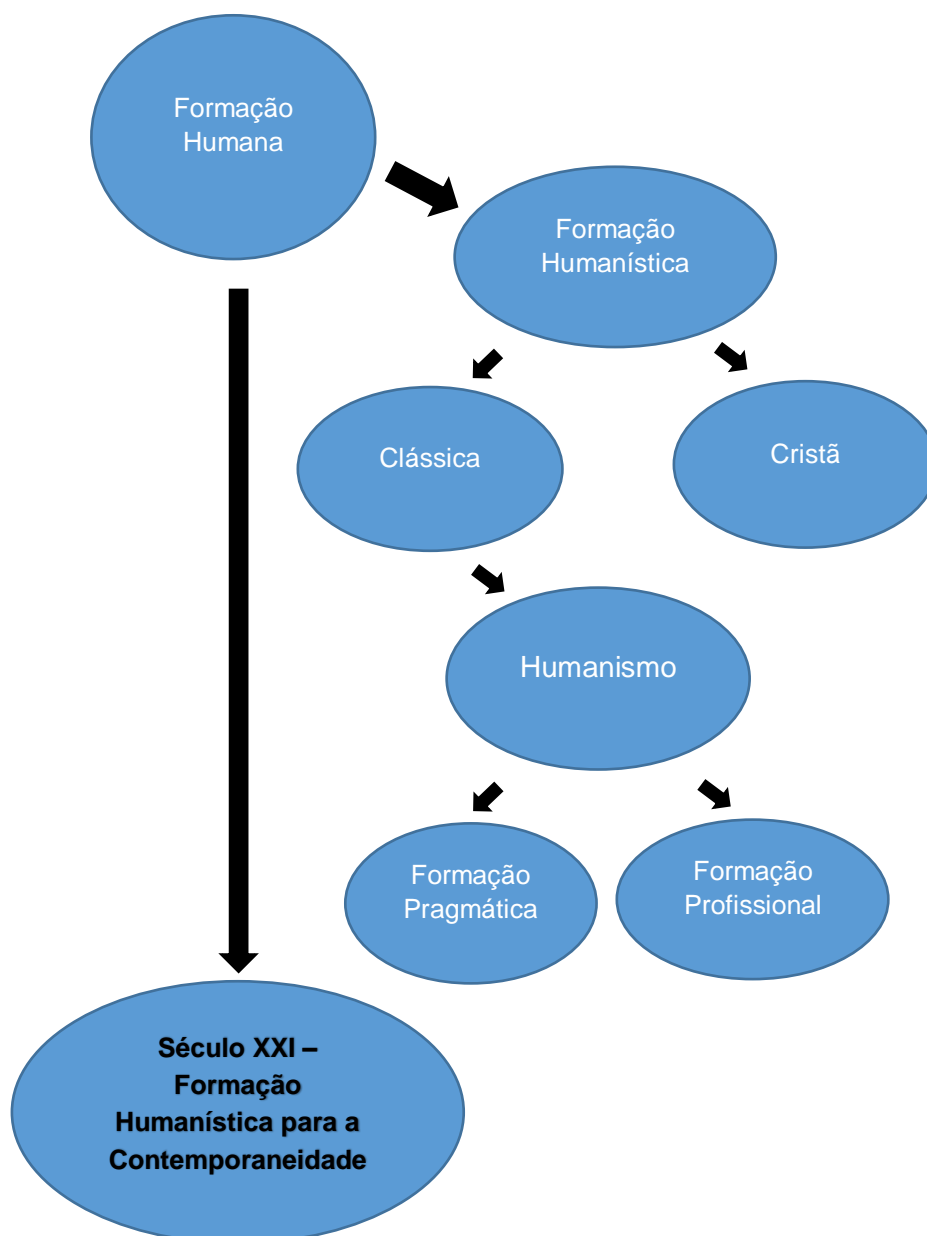 Formação
Humana
Formação
Humanística
Clássica
Cristã
Humanismo
Formação
Pragmática
Formação
Profissional
Século XXI –
Formação
Humanística para a
Contemporaneidade